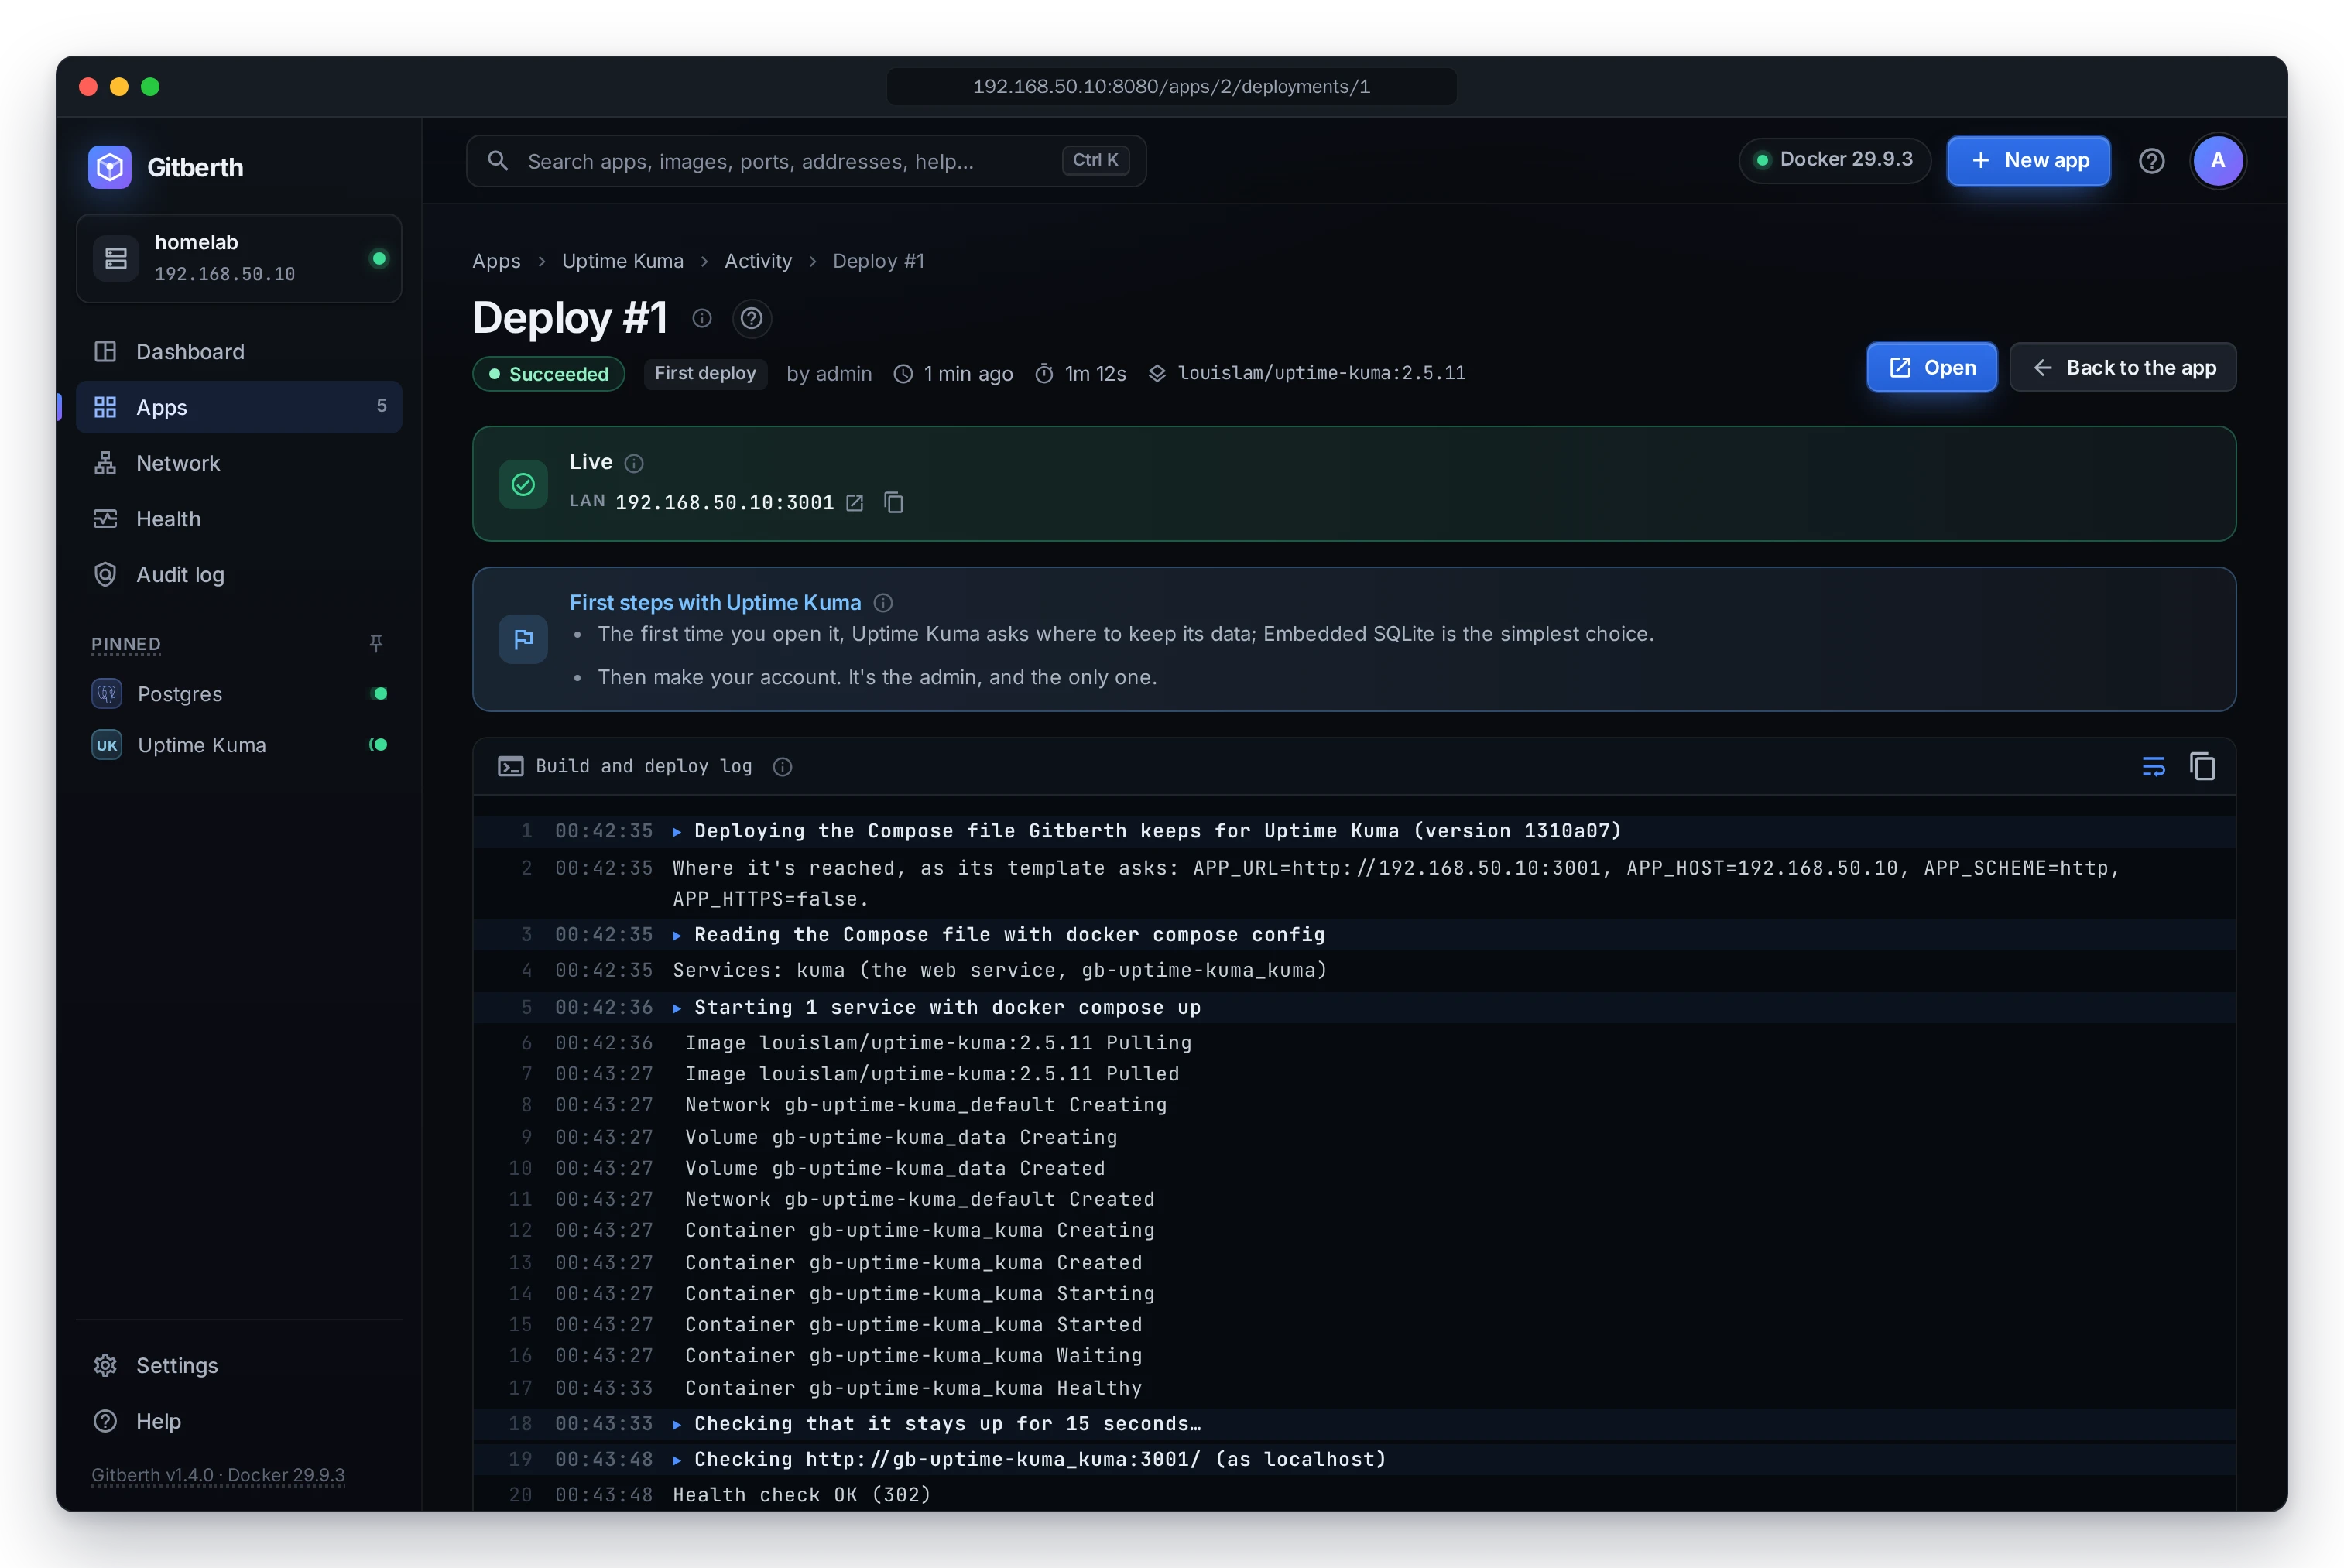 192.168.50.10:8080/apps/2/deployments/1
Gitberth
Search apps, images, ports, addresses, help...
Ctrl K
Docker 29.9.3
New app
A
homelab
192.168.50.10
Dashboard
Apps
5
Network
Health
Audit log
PINNED
Postgres
UK
Uptime Kuma
Settings
Help
Gitberth v1.4.0 · Docker 29.9.3
Apps > Uptime Kuma > Activity > Deploy #1
Deploy #1
Succeeded First deploy by admin 1 min ago 1m 12s louislam/uptime-kuma:2.5.11
Open
Back to the app
Live
LAN 192.168.50.10:3001
First steps with Uptime Kuma
• The first time you open it, Uptime Kuma asks where to keep its data; Embedded SQLite is the simplest choice.
• Then make your account. It's the admin, and the only one.
Build and deploy log
1 00:42:35 ▸ Deploying the Compose file Gitberth keeps for Uptime Kuma (version 1310a07)
2 00:42:35 Where it's reached, as its template asks: APP_URL=http://192.168.50.10:3001, APP_HOST=192.168.50.10, APP_SCHEME=http,
APP_HTTPS=false.
3 00:42:35 ▸ Reading the Compose file with docker compose config
4 00:42:35 Services: kuma (the web service, gb-uptime-kuma_kuma)
5 00:42:36 ▸ Starting 1 service with docker compose up
6 00:42:36 Image louislam/uptime-kuma:2.5.11 Pulling
7 00:43:27 Image louislam/uptime-kuma:2.5.11 Pulled
8 00:43:27 Network gb-uptime-kuma_default Creating
9 00:43:27 Volume gb-uptime-kuma_data Creating
10 00:43:27 Volume gb-uptime-kuma_data Created
11 00:43:27 Network gb-uptime-kuma_default Created
12 00:43:27 Container gb-uptime-kuma_kuma Creating
13 00:43:27 Container gb-uptime-kuma_kuma Created
14 00:43:27 Container gb-uptime-kuma_kuma Starting
15 00:43:27 Container gb-uptime-kuma_kuma Started
16 00:43:27 Container gb-uptime-kuma_kuma Waiting
17 00:43:33 Container gb-uptime-kuma_kuma Healthy
18 00:43:33 ▸ Checking that it stays up for 15 seconds…
19 00:43:48 ▸ Checking http://gb-uptime-kuma_kuma:3001/ (as localhost)
20 00:43:48 Health check OK (302)